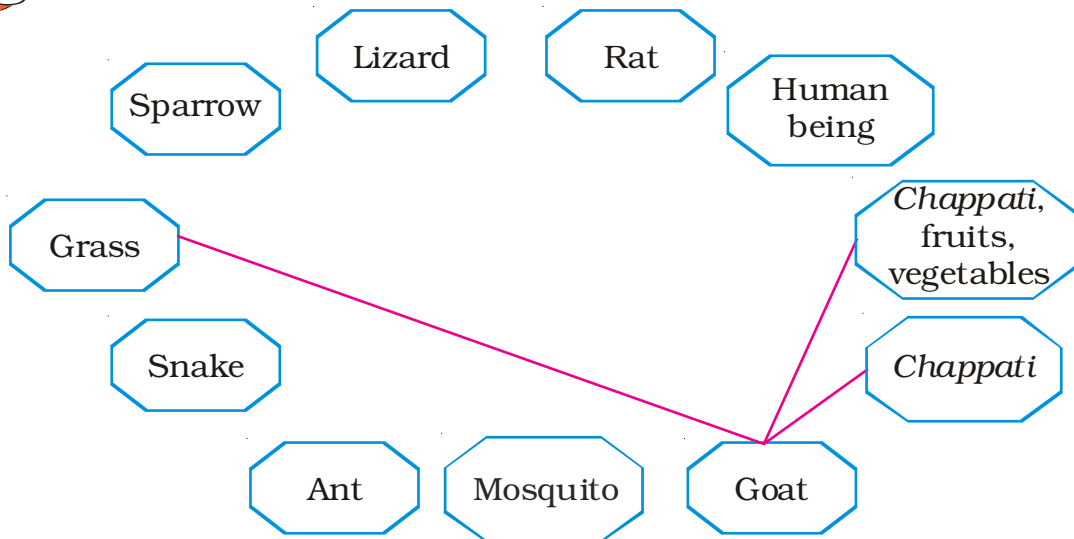 Lizard
Rat
Sparrow
Human
being
Chappati,
fruits,
vegetables
Grass
Snake
Chappati
Ant
Mosquito
Goat